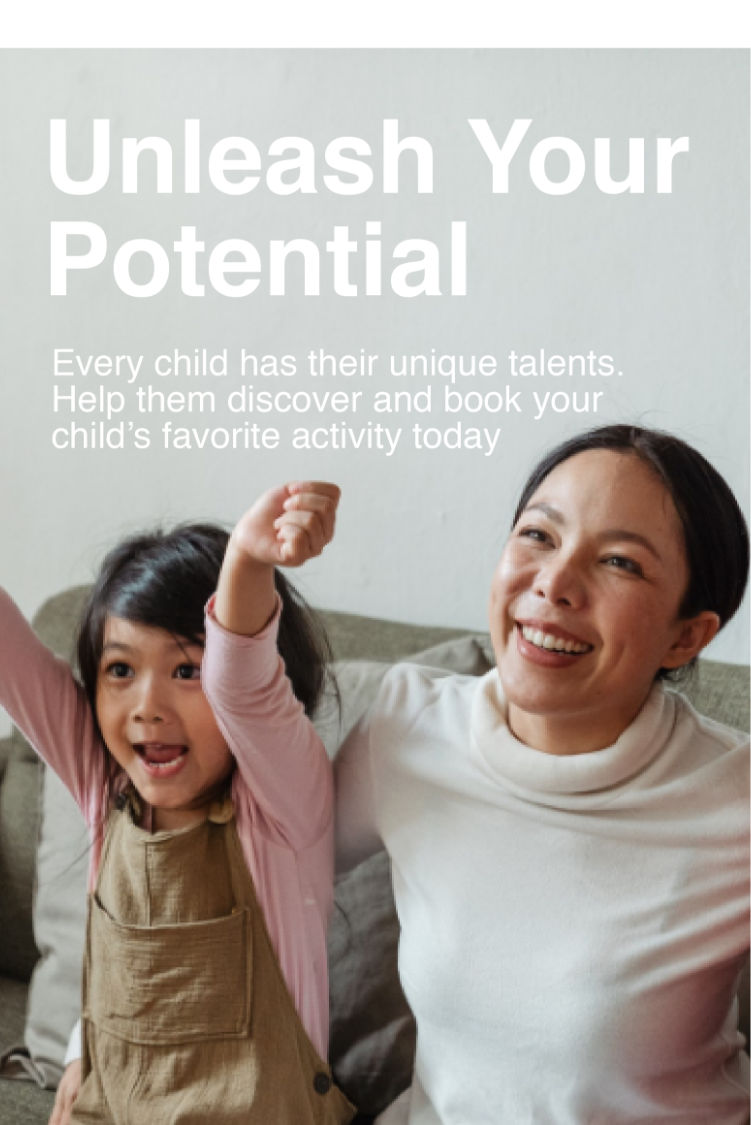 Unleash Your
Potential
Every child has their unique talents.
Help them discover and book your
child’s favorite activity today